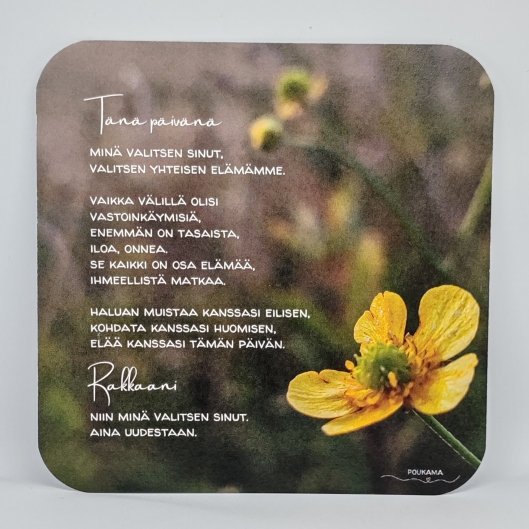 Tänä päivänä
MINÄ VALITSEN SINUT,
VALITSEN YHTEISEN ELÄMÄMME.
VAIKKA VÄLILLÄ OLISI
VASTOINKÄYMISIÄ,
ENEMMÄN ON TASAISTA,
ILOA, ONNEA.
SE KAIKKI ON OSA ELÄMÄÄ,
IHMEELLISTÄ MATKAA.
HALUAN MUISTAA KANSSASI EILISEN,
KOHDATA KANSSASI HUOMISEN,
ELÄÄ KANSSASI TÄMÄN PÄIVÄN.
Rakkaani
NIIN MINÄ VALITSEN SINUT.
AINA UUDESTAAN.
POUKAMA